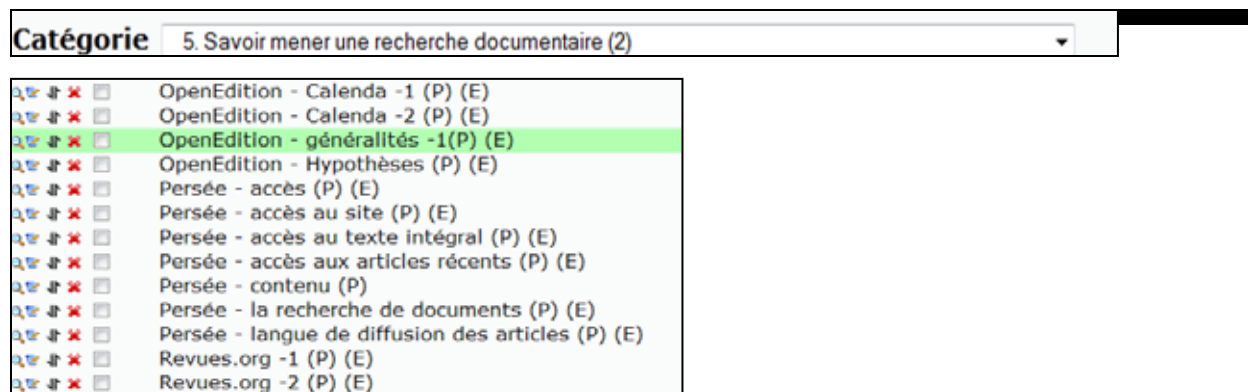 Catégorie 5. Savoir mener une recherche documentaire (2)
OpenEdition - Calenda -1 (P) (E)
OpenEdition - Calenda -2 (P) (E)
OpenEdition - généralités -1(P) (E)
OpenEdition - Hypothèses (P) (E)
Persée - accès (P) (E)
Persée - accès au site (P) (E)
Persée - accès au texte intégral (P) (E)
Persée - accès aux articles récents (P) (E)
Persée - contenu (P)
Persée - la recherche de documents (P) (E)
Persée - langue de diffusion des articles (P) (E)
Revues.org -1 (P) (E)
Revues.org -2 (P) (E)